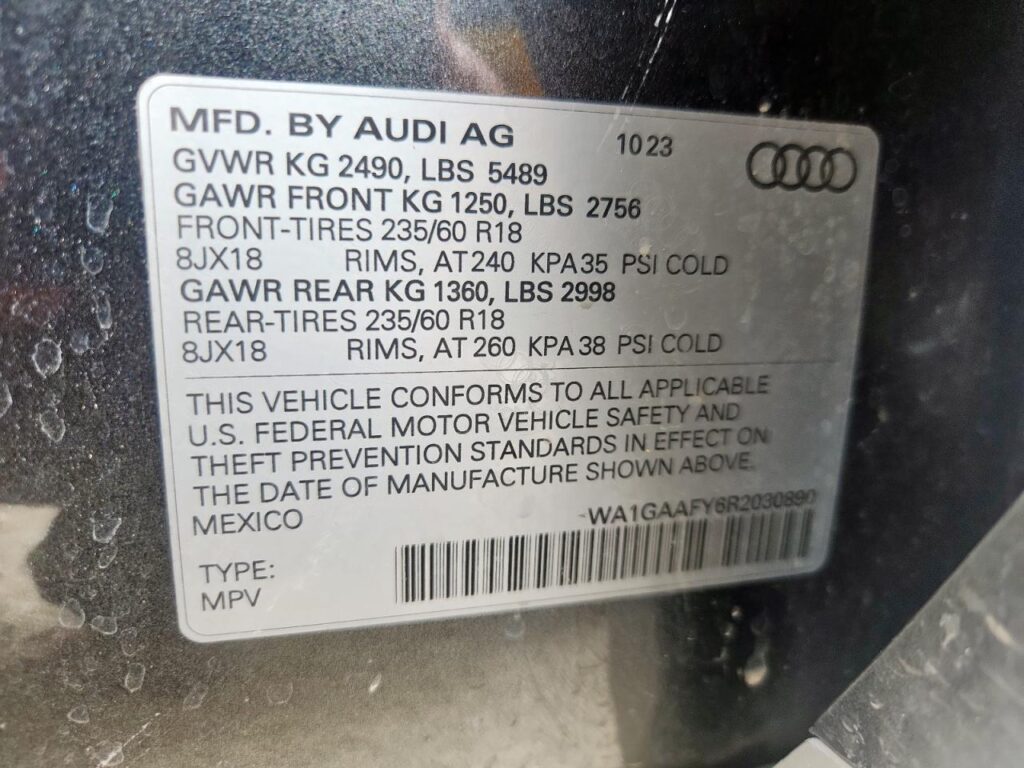 MFD. BY AUDI AG 10 23
GVWR KG 2490, LBS 5489
GAWR FRONT KG 1250, LBS 2756
FRONT-TIRES 235/60 R18
8JX18 RIMS, AT 240 KPA 35 PSI COLD
GAWR REAR KG 1360, LBS 2998
REAR-TIRES 235/60 R18
8JX18 RIMS, AT 260 KPA 38 PSI COLD
THIS VEHICLE CONFORMS TO ALL APPLICABLE
U.S. FEDERAL MOTOR VEHICLE SAFETY AND
THEFT PREVENTION STANDARDS IN EFFECT ON
THE DATE OF MANUFACTURE SHOWN ABOVE.
MEXICO -WA1GAAFY6R2030890
TYPE:
MPV